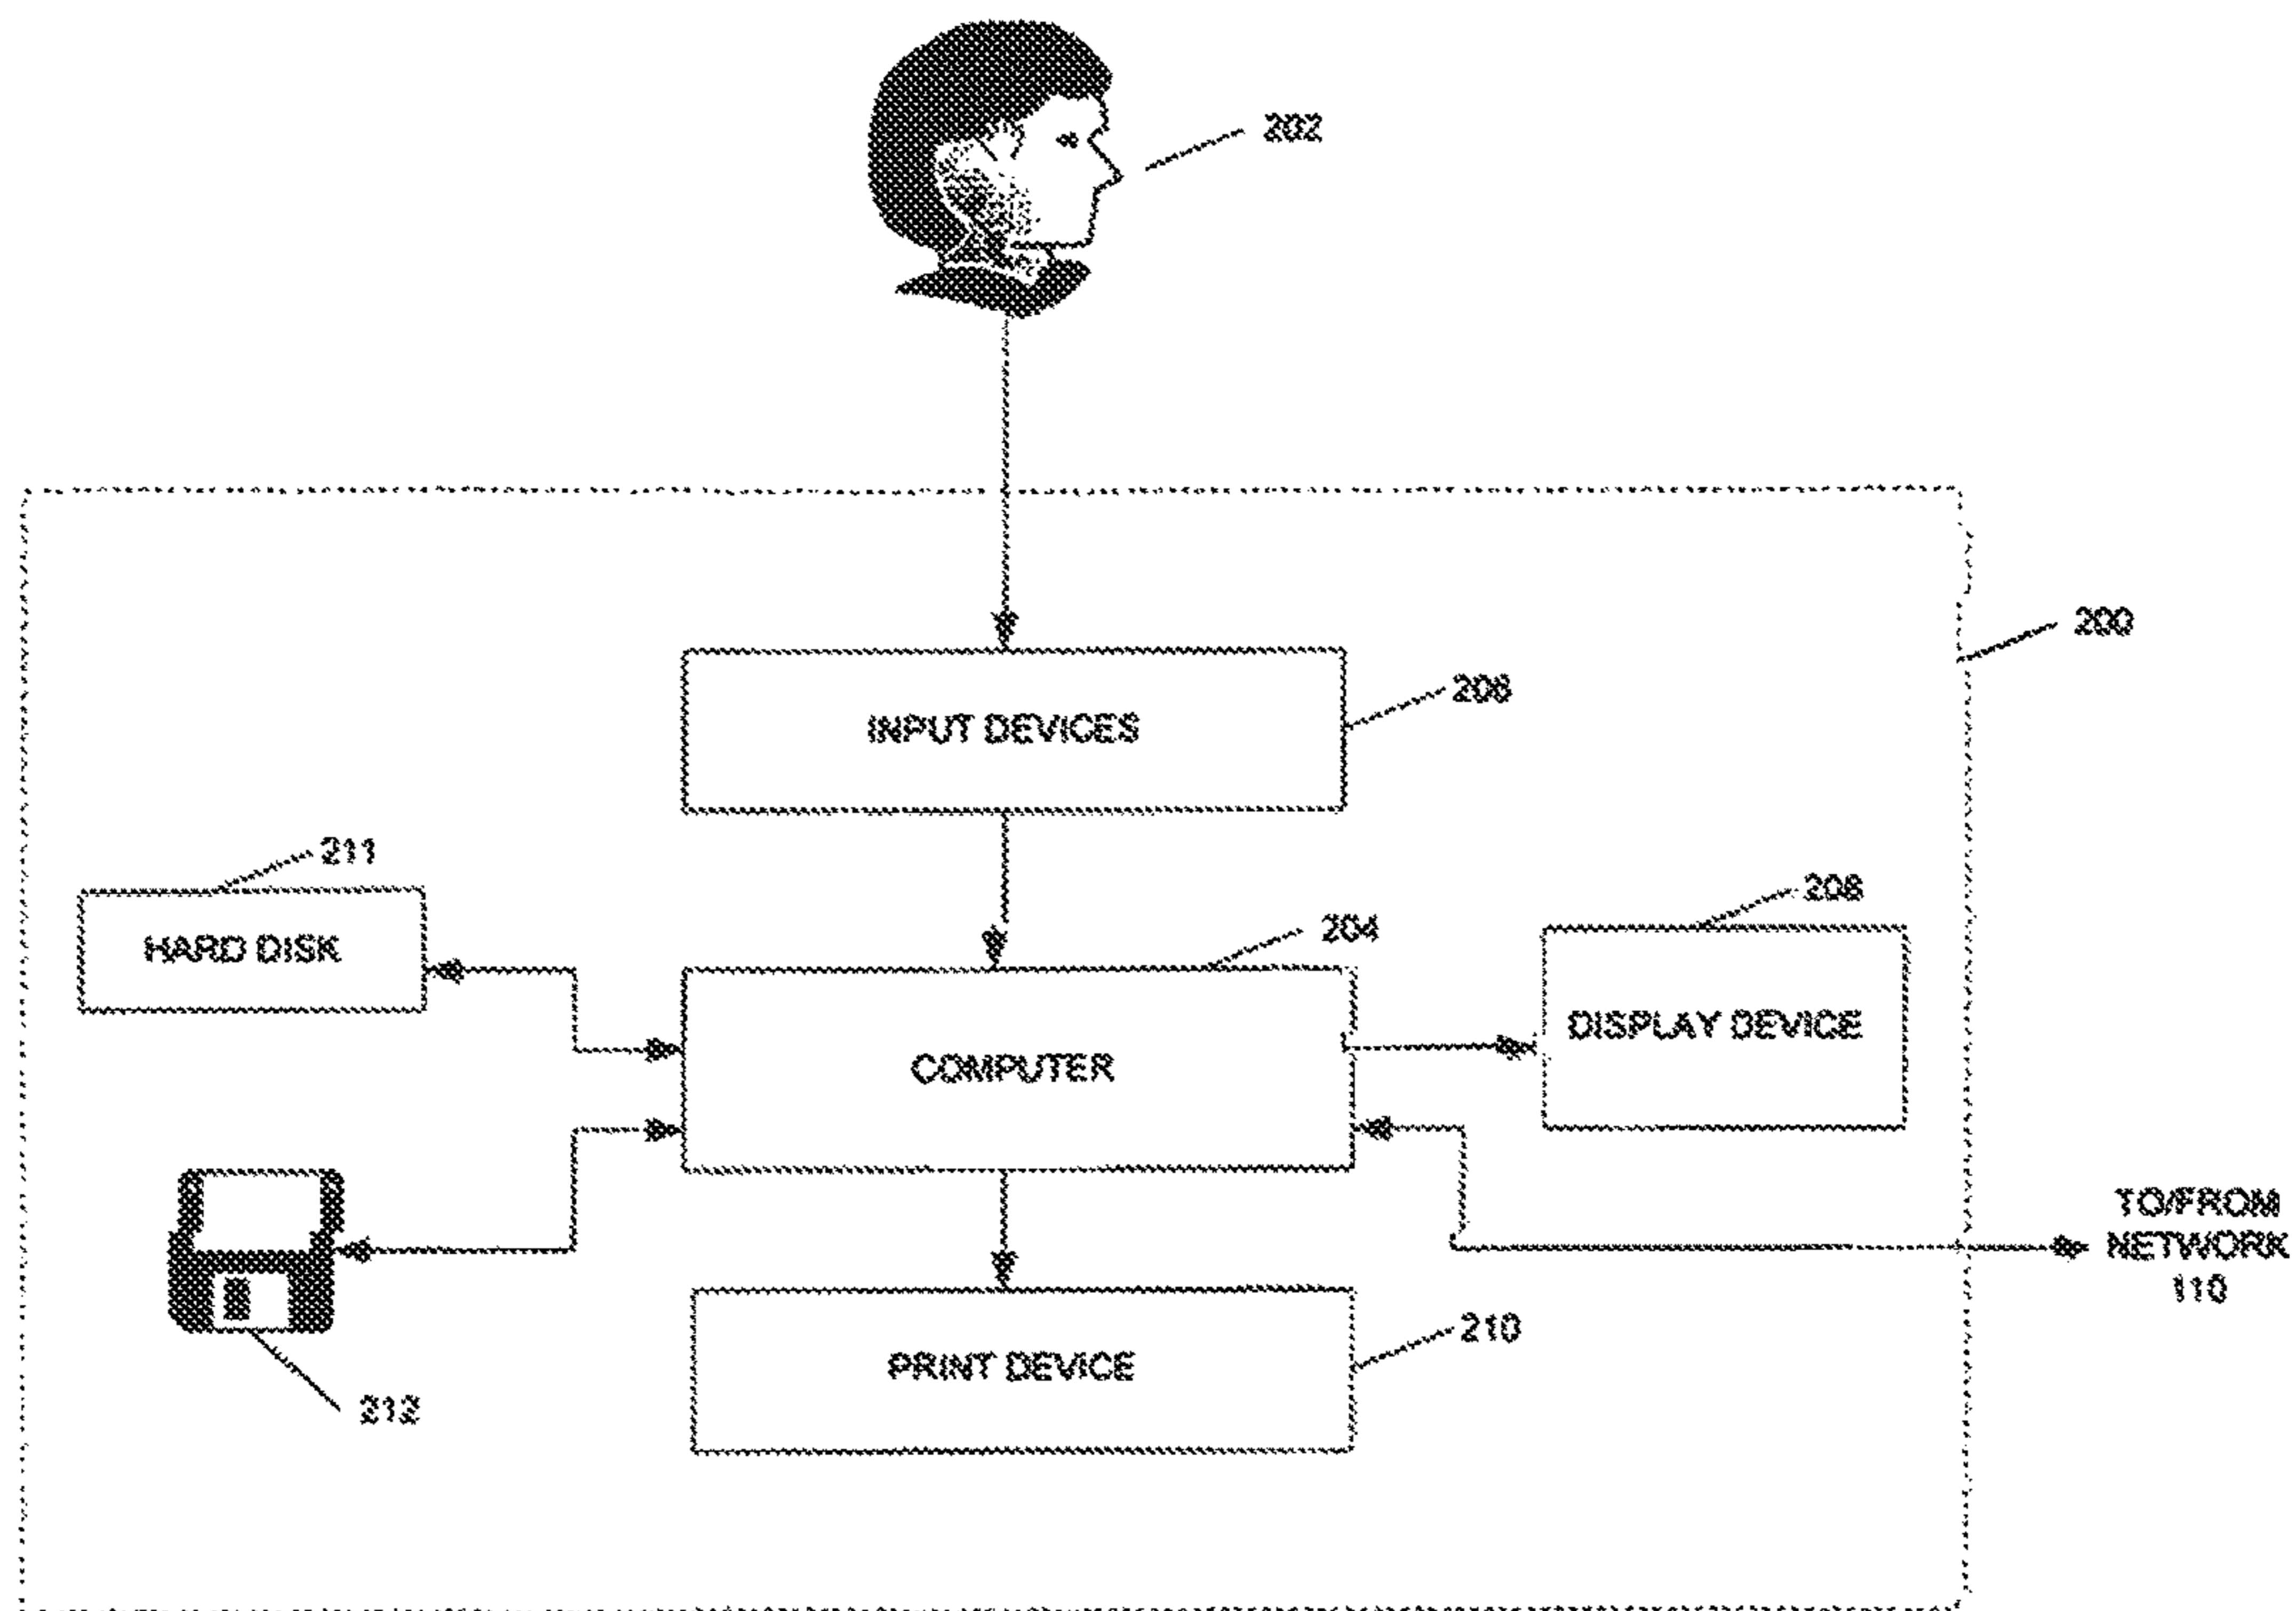 202
200
INPUT DEVICES
206
211
HARD DISK
204
208
DISPLAY DEVICE
COMPUTER
TO/FROM
NETWORK
110
212
PRINT DEVICE
210